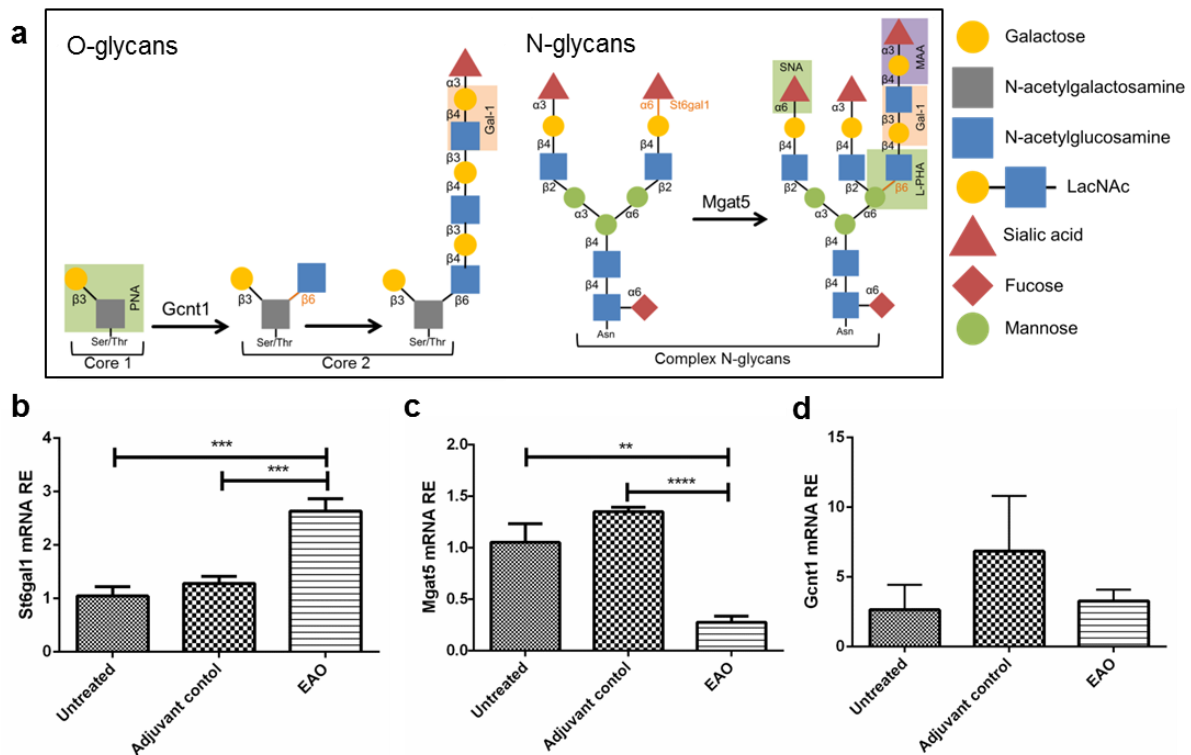 a
O-glycans
α3
β4
Gal-1
β3
β4
β3
β4
β3
PNA
Ser/Thr
Core 1
Gcnt1
β3
β6
Ser/Thr
β3
β6
Ser/Thr
Core 2
N-glycans
α3
α6
St6gal1
β4
β4
β2
β2
α3
α6
β4
β4
α6
Asn
Mgat5
SNA
α6
α3
α3
MAA
β4
β3
Gal-1
β4
β4
β4
L-PHA
β2
β2
β6
α3
α6
β4
β4
α6
Asn
Complex N-glycans
Galactose
N-acetylgalactosamine
N-acetylglucosamine
LacNAc
Sialic acid
Fucose
Mannose
b
St6gal1 mRNA RE
4
3
2
1
0
***
***
Untreated
Adjuvant contol
EAO
c
Mgat5 mRNA RE
2.0
1.5
1.0
0.5
0.0
**
****
Untreated
Adjuvant control
EAO
d
Gcnt1 mRNA RE
15
10
5
0
Untreated
Adjuvant control
EAO